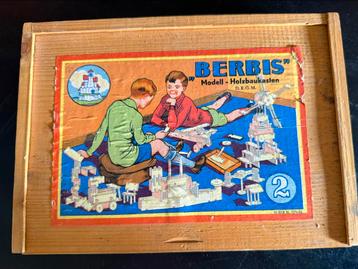 „BERBIS”
Modell - Holzbaukasten
D.R.G.M.
2